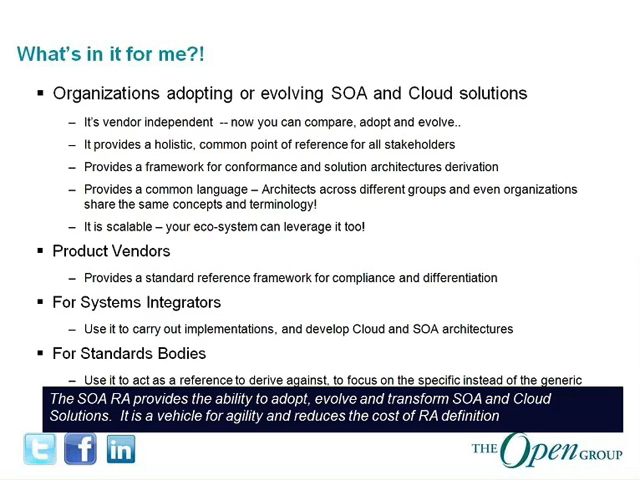 What's in it for me?!
▪ Organizations adopting or evolving SOA and Cloud solutions
– It's vendor independent -- now you can compare, adopt and evolve..
– It provides a holistic, common point of reference for all stakeholders
– Provides a framework for conformance and solution architectures derivation
– Provides a common language – Architects across different groups and even organizations
share the same concepts and terminology!
– It is scalable – your eco-system can leverage it too!
▪ Product Vendors
– Provides a standard reference framework for compliance and differentiation
▪ For Systems Integrators
– Use it to carry out implementations, and develop Cloud and SOA architectures
▪ For Standards Bodies
– Use it to act as a reference to derive against, to focus on the specific instead of the generic
The SOA RA provides the ability to adopt, evolve and transform SOA and Cloud
Solutions. It is a vehicle for agility and reduces the cost of RA definition
t f in
THE Open GROUP